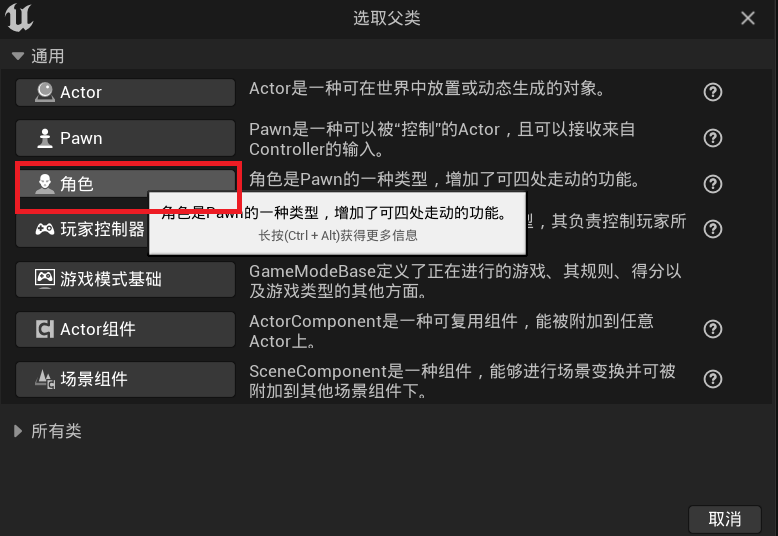 选取父类
通用
Actor
Actor是一种可在世界中放置或动态生成的对象。
Pawn
Pawn是一种可以被“控制”的Actor，且可以接收来自
Controller的输入。
角色
角色是Pawn的一种类型，增加了可四处走动的功能。
角色是Pawn的一种类型，增加了可四处走动的功能。
长按(Ctrl + Alt)获得更多信息
玩家控制器
型，其负责控制玩家所
游戏模式基础
GameModeBase定义了正在进行的游戏、其规则、得分以
及游戏类型的其他方面。
Actor组件
ActorComponent是一种可复用组件，能被附加到任意
Actor上。
场景组件
SceneComponent是一种组件，能够进行场景变换并可被
附加到其他场景组件下。
所有类
取消